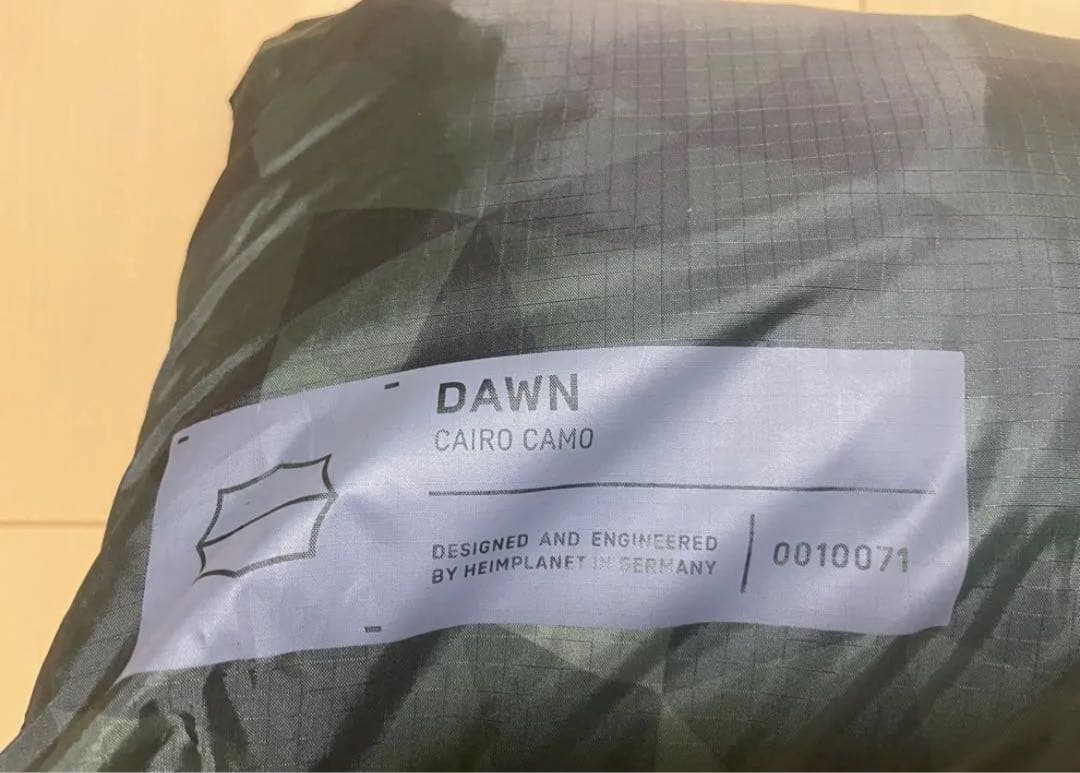 DAWN
CAIRO CAMO
DESIGNED AND ENGINEERED
BY HEIMPLANET IN GERMANY
0010071